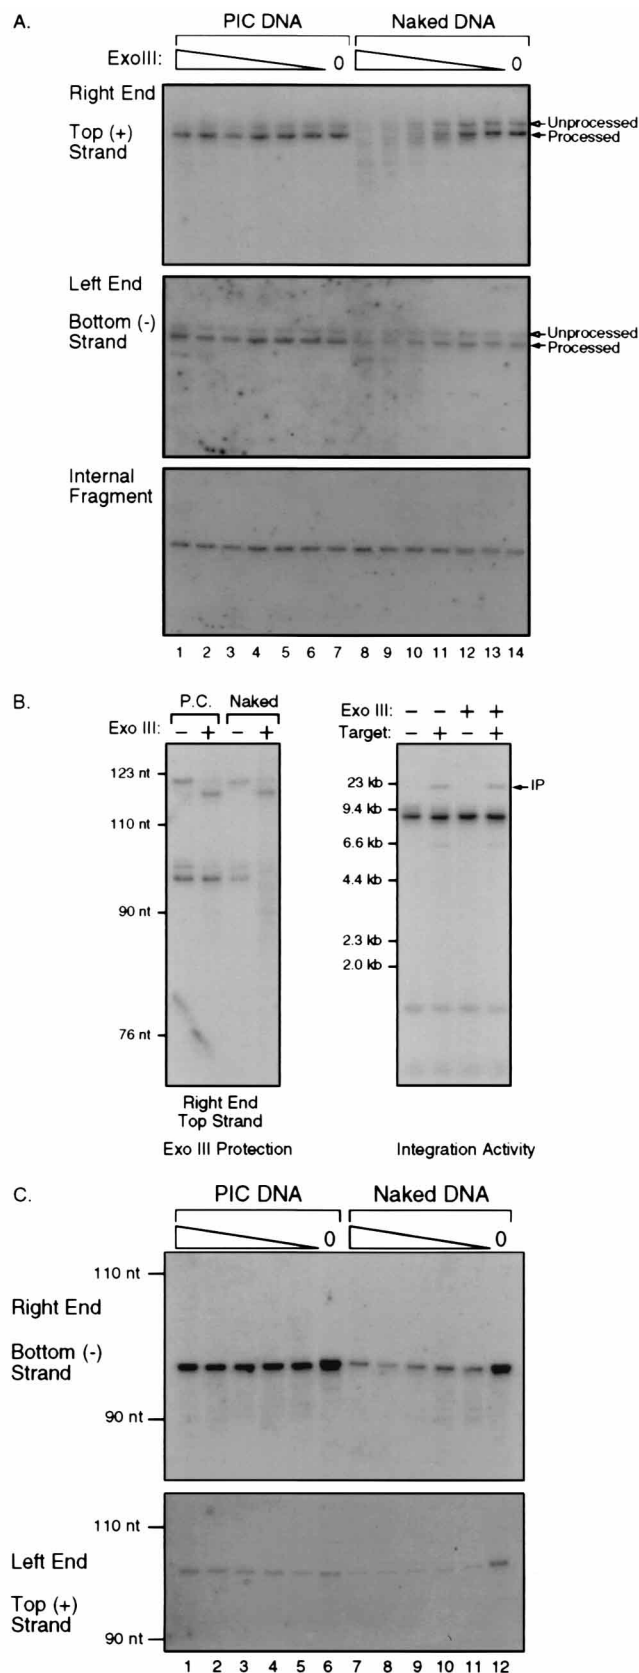 A.
PIC DNA Naked DNA
ExoIII: 0 0
Right End
Top (+)
Strand
Unprocessed
Processed
Left End
Bottom (-)
Strand
Unprocessed
Processed
Internal
Fragment
1 2 3 4 5 6 7 8 9 10 11 12 13 14
B.
P.C. Naked
Exo III: − + − +
123 nt
110 nt
90 nt
76 nt
Right End
Top Strand
Exo III Protection
Exo III: − − + +
Target: − + − +
23 kb
IP
9.4 kb
6.6 kb
4.4 kb
2.3 kb
2.0 kb
Integration Activity
C.
PIC DNA Naked DNA
0 0
110 nt
Right End
Bottom (-)
Strand
90 nt
110 nt
Left End
Top (+)
Strand
90 nt
1 2 3 4 5 6 7 8 9 10 11 12